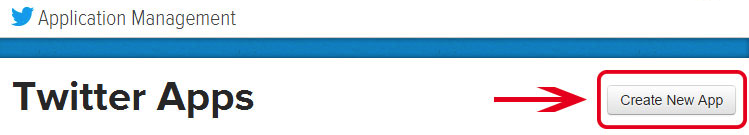 Application Management
Twitter Apps
Create New App